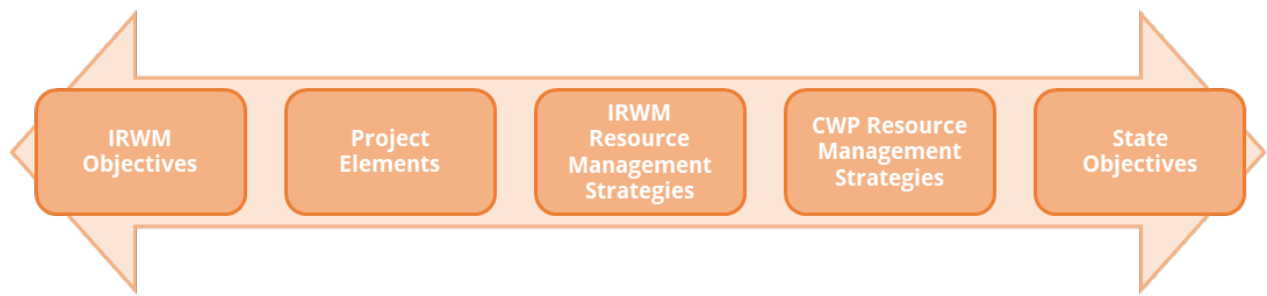 IRWM
Objectives
Project
Elements
IRWM
Resource
Management
Strategies
CWP Resource
Management
Strategies
State
Objectives